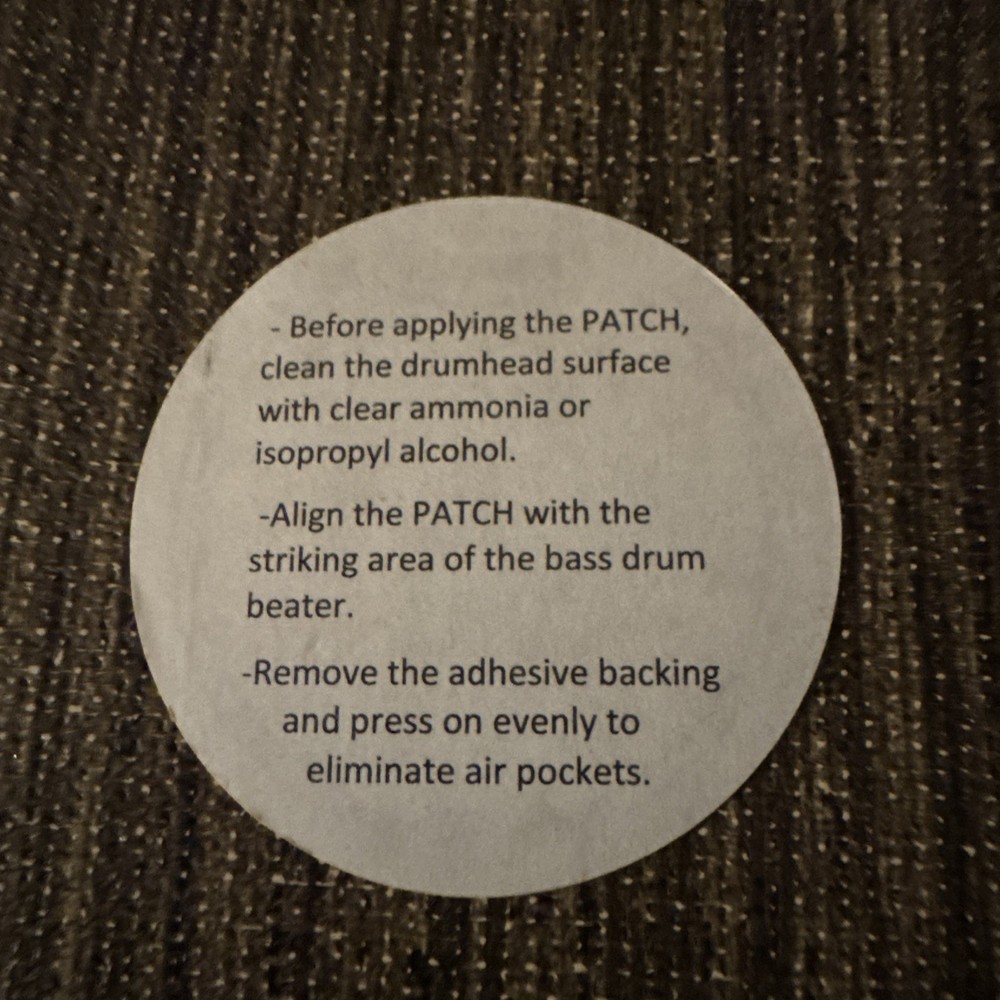 - Before applying the PATCH,
clean the drumhead surface
with clear ammonia or
isopropyl alcohol.
-Align the PATCH with the
striking area of the bass drum
beater.
-Remove the adhesive backing
and press on evenly to
eliminate air pockets.